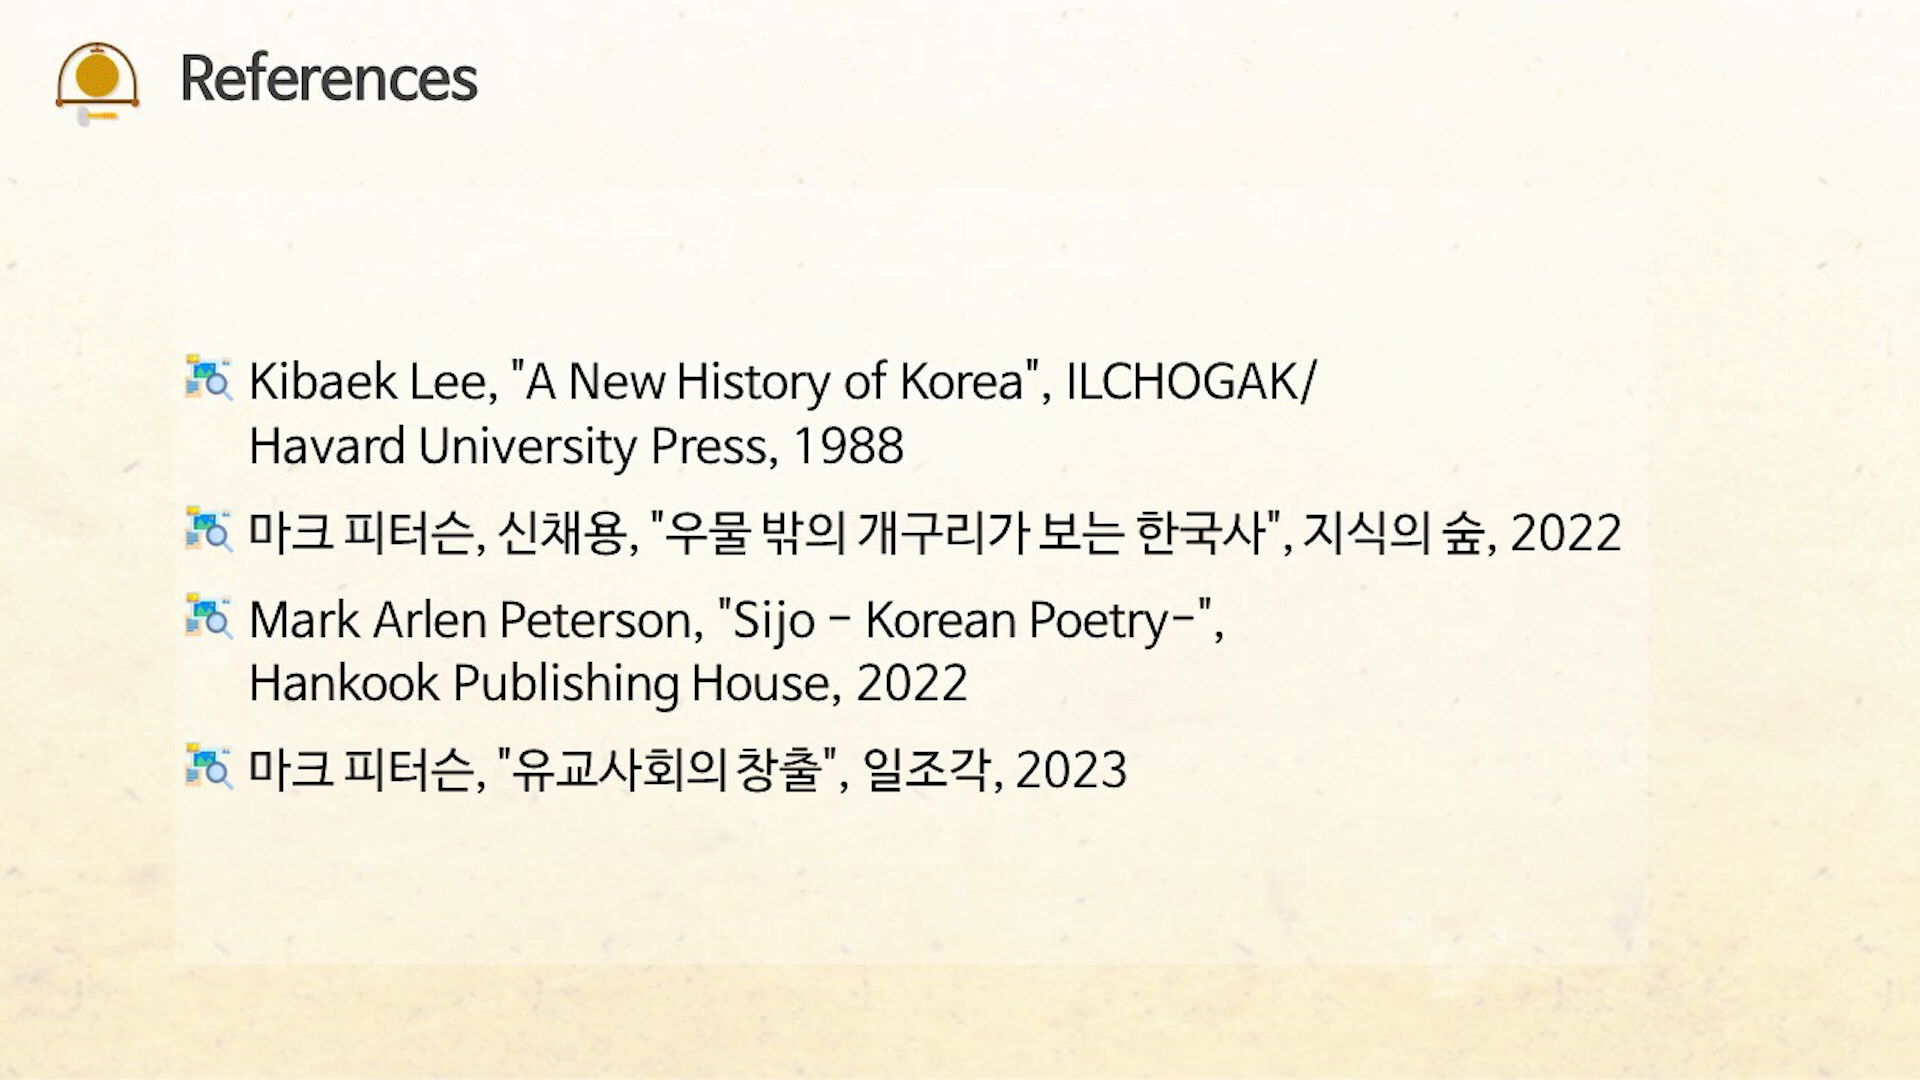 References
Kibaek Lee, "A New History of Korea", ILCHOGAK/
Havard University Press, 1988
마크 피터슨, 신채용, "우물 밖의 개구리가 보는 한국사", 지식의 숲, 2022
Mark Arlen Peterson, "Sijo - Korean Poetry-",
Hankook Publishing House, 2022
마크 피터슨, "유교사회의 창출", 일조각, 2023